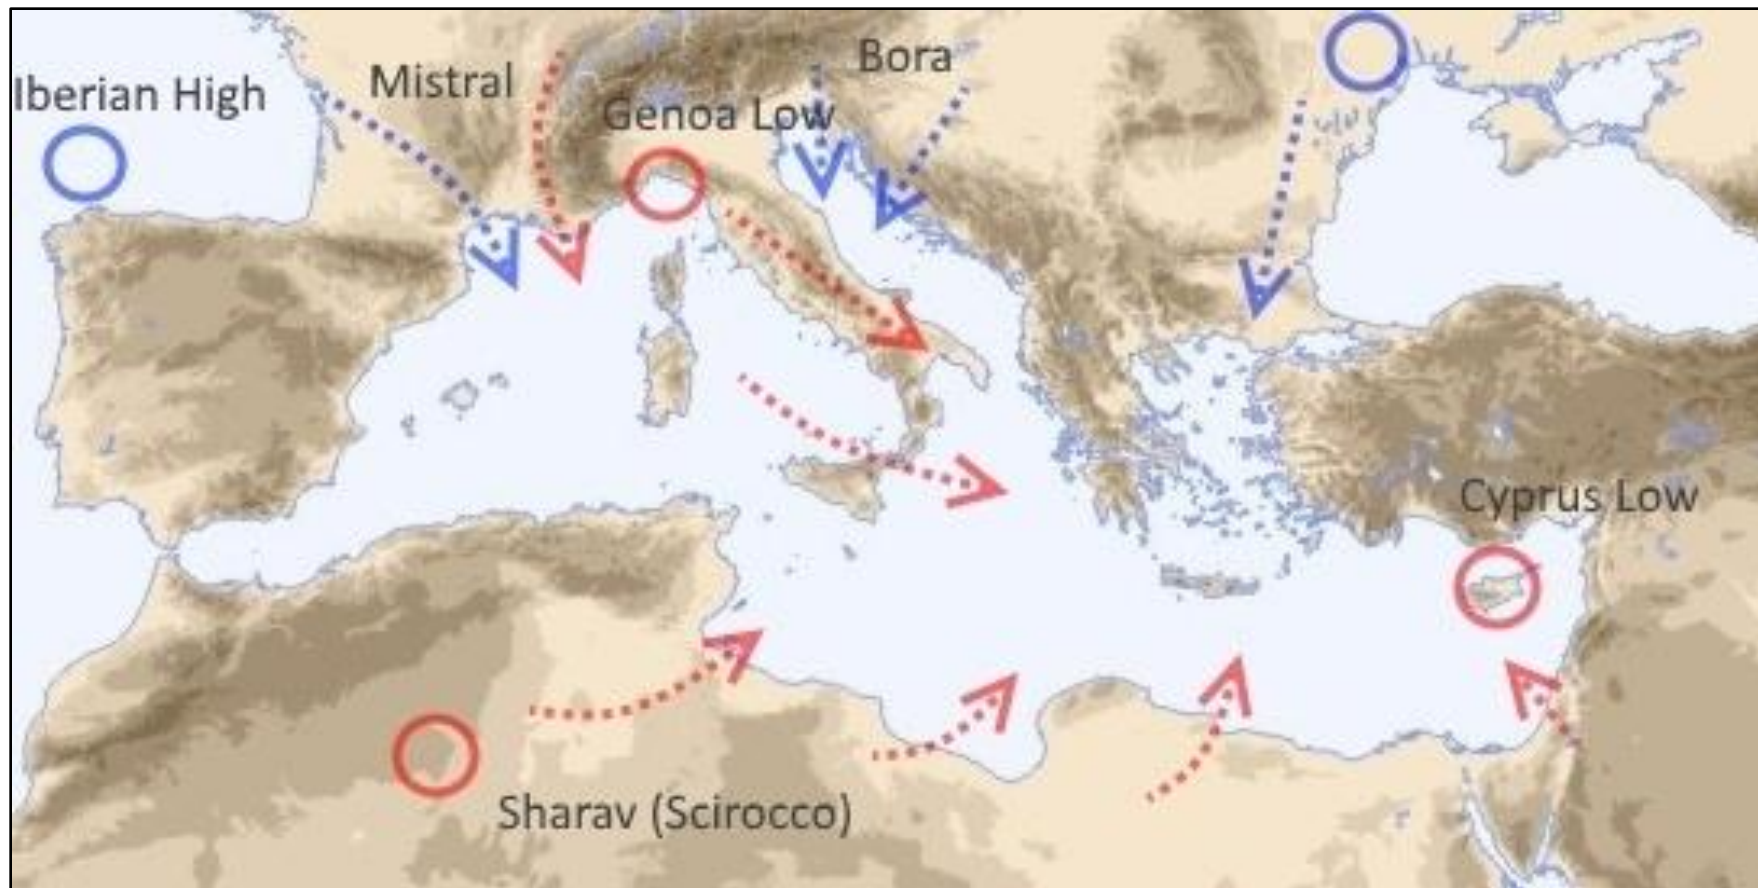 Bora
Mistral
Iberian High
Genoa Low
Cyprus Low
Sharav (Scirocco)